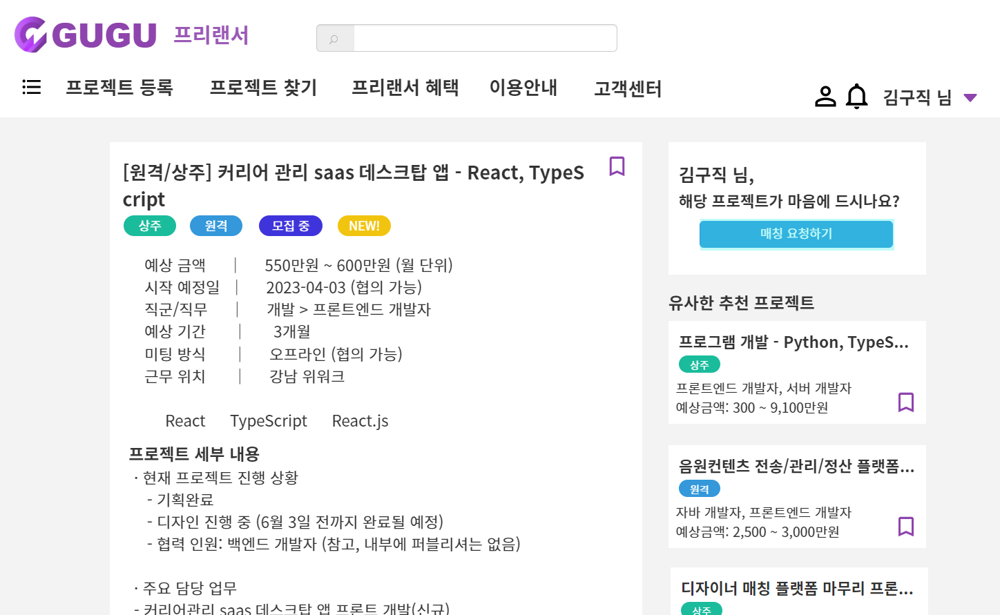 GUGU 프리랜서
프로젝트 등록 프로젝트 찾기 프리랜서 혜택 이용안내 고객센터
김구직 님
[원격/상주] 커리어 관리 saas 데스크탑 앱 - React, TypeS
cript
상주 원격 모집 중 NEW!
예상 금액 | 550만원 ~ 600만원 (월 단위)
시작 예정일 | 2023-04-03 (협의 가능)
직군/직무 | 개발 > 프론트엔드 개발자
예상 기간 | 3개월
미팅 방식 | 오프라인 (협의 가능)
근무 위치 | 강남 위워크
React TypeScript React.js
프로젝트 세부 내용
· 현재 프로젝트 진행 상황
- 기획완료
- 디자인 진행 중 (6월 3일 전까지 완료될 예정)
- 협력 인원: 백엔드 개발자 (참고, 내부에 퍼블리셔는 없음)
· 주요 담당 업무
- 커리어관리 saas 데스크탑 앱 프론트 개발(신규)
김구직 님,
해당 프로젝트가 마음에 드시나요?
매칭 요청하기
유사한 추천 프로젝트
프로그램 개발 - Python, TypeS...
상주
프론트엔드 개발자, 서버 개발자
예상금액: 300 ~ 9,100만원
음원컨텐츠 전송/관리/정산 플랫폼...
원격
자바 개발자, 프론트엔드 개발자
예상금액: 2,500 ~ 3,000만원
디자이너 매칭 플랫폼 마무리 프론...
상주